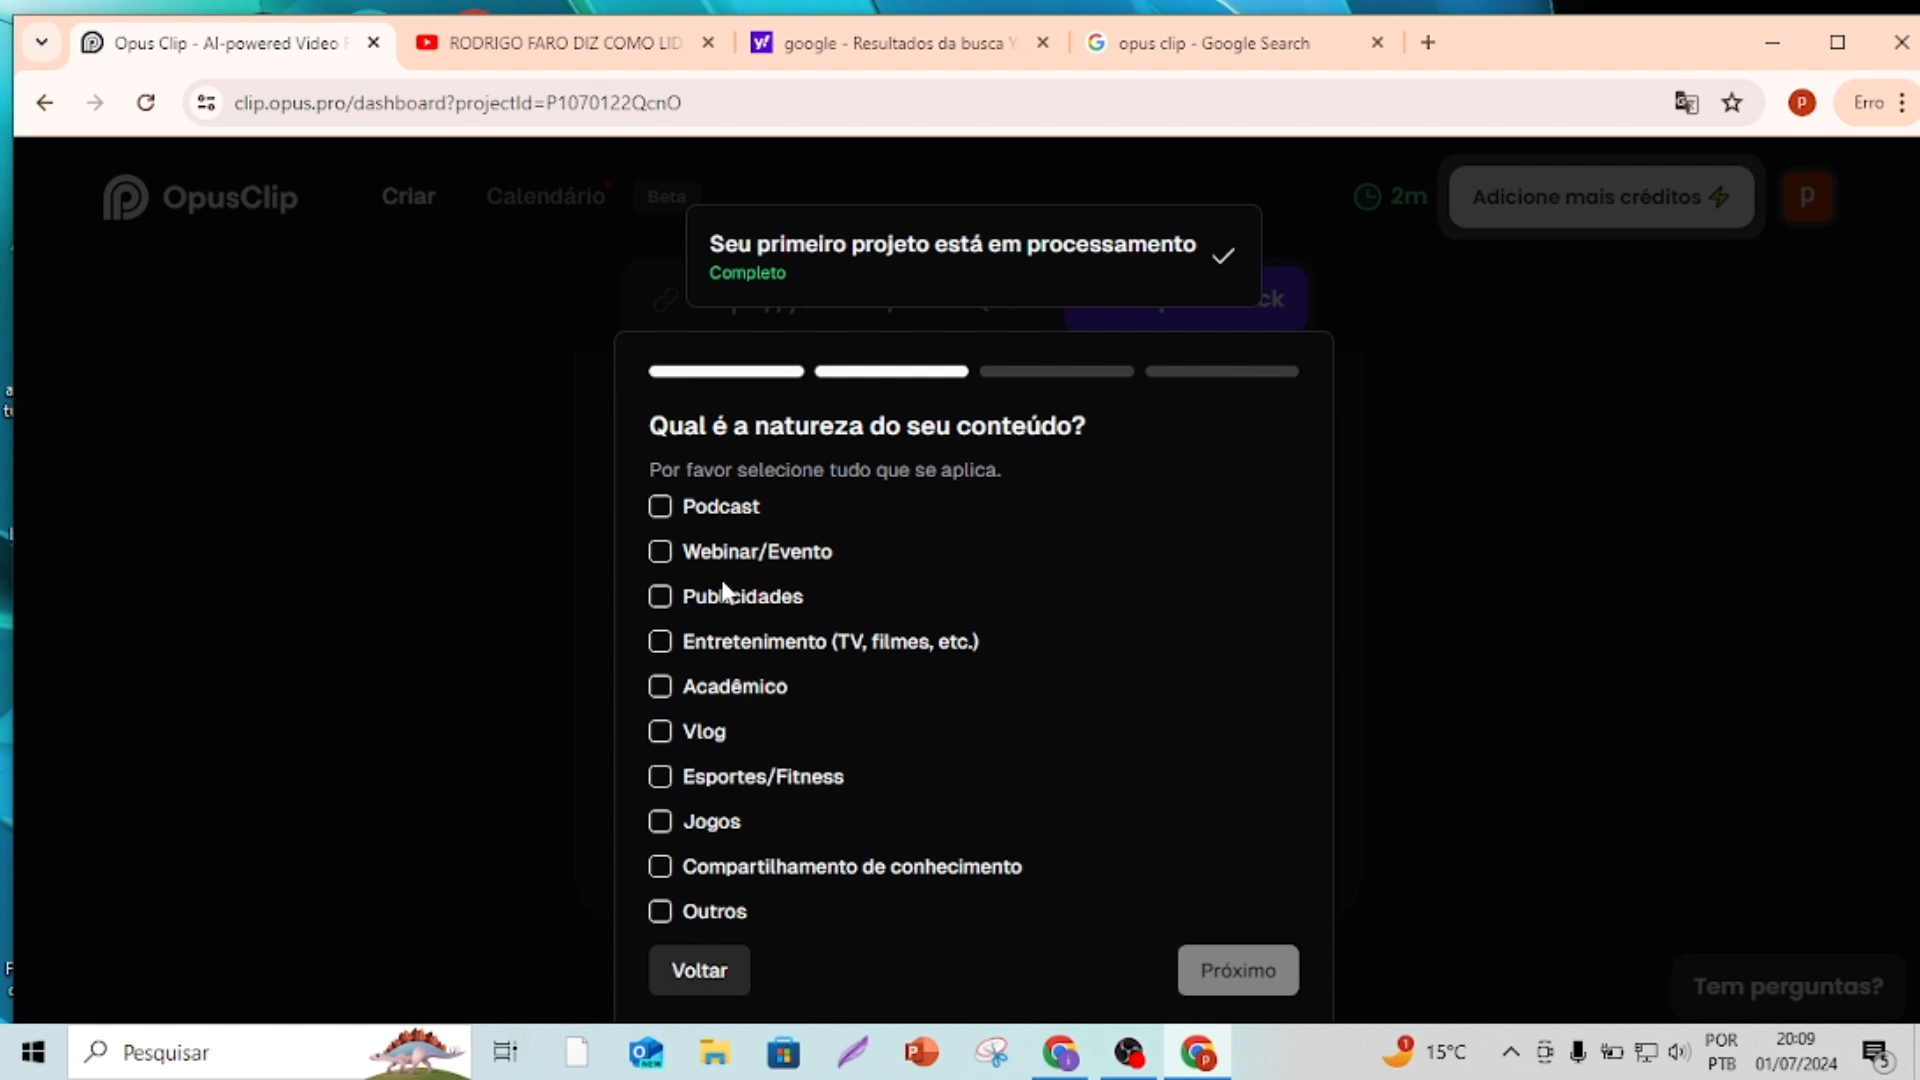 Opus Clip - AI-powered Video
RODRIGO FARO DIZ COMO LID
google - Resultados da busca
opus clip - Google Search
clip.opus.pro/dashboard?projectId=P1070122QcnO
P
Erro
OpusClip
Criar
Calendário
Beta
2m
Adicione mais créditos
p
Seu primeiro projeto está em processamento
Completo
ck
Qual é a natureza do seu conteúdo?
Por favor selecione tudo que se aplica.
Podcast
Webinar/Evento
Publicidades
Entretenimento (TV, filmes, etc.)
Acadêmico
Vlog
Esportes/Fitness
Jogos
Compartilhamento de conhecimento
Outros
Voltar
Próximo
Tem perguntas?
Pesquisar
15°C
POR
PTB
20:09
01/07/2024
5